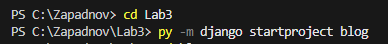 PS C:\Zapadnov> cd Lab3
PS C:\Zapadnov\Lab3> py -m django startproject blog